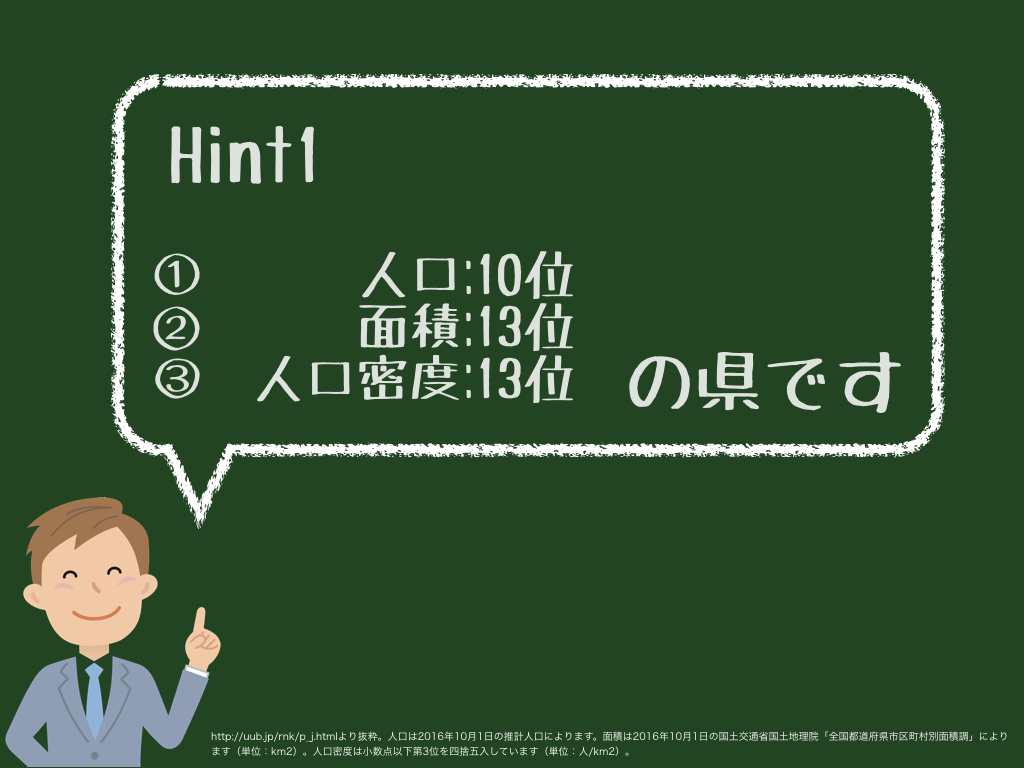 Hint1
① 人口:10位
② 面積:13位
③ 人口密度:13位 の県です
http://uub.jp/rnk/p_j.htmlより抜粋。人口は2016年10月1日の推計人口によります。面積は2016年10月1日の国土交通省国土地理院「全国都道府県市区町村別面積調」により
ます（単位：km2）。人口密度は小数点以下第3位を四捨五入しています（単位：人/km2）。